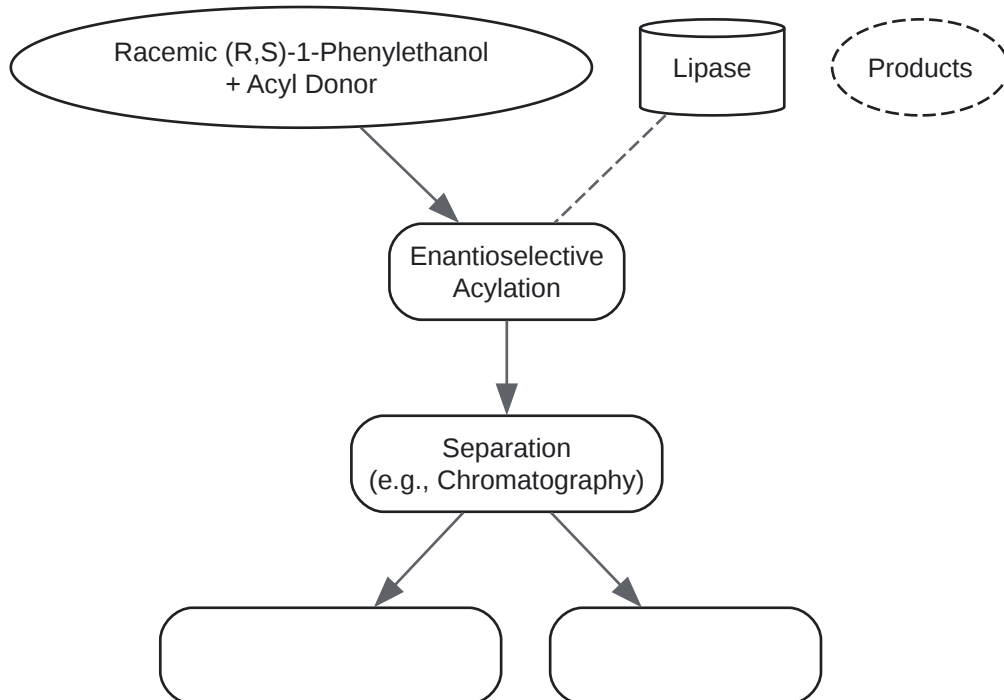 Racemic (R,S)-1-Phenylethanol
+ Acyl Donor
Lipase
Products
Enantioselective
Acylation
Separation
(e.g., Chromatography)